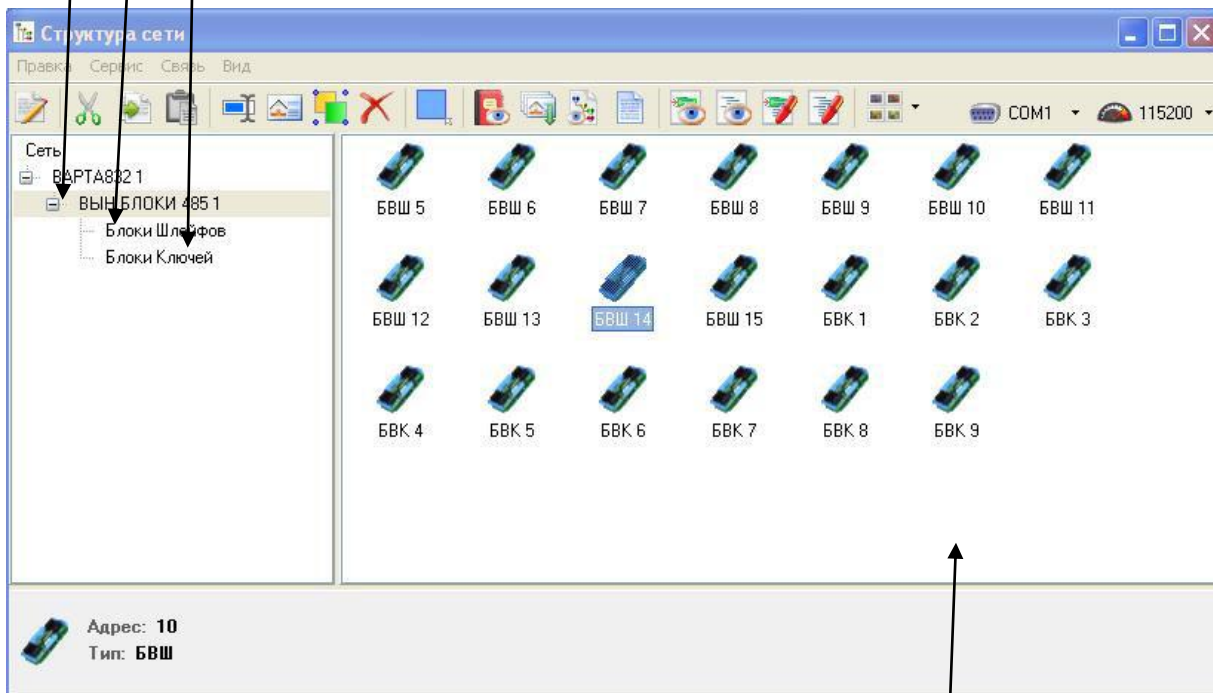 Структура сети
Правка Сервис Связь Вид
COM1 115200
Сеть
ВАРТА832 1
ВЫН БЛОКИ 485 1
Блоки Шлейфов
Блоки Ключей
БВШ 5 БВШ 6 БВШ 7 БВШ 8 БВШ 9 БВШ 10 БВШ 11
БВШ 12 БВШ 13 БВШ 14 БВШ 15 БВК 1 БВК 2 БВК 3
БВК 4 БВК 5 БВК 6 БВК 7 БВК 8 БВК 9
Адрес: 10
Тип: БВШ